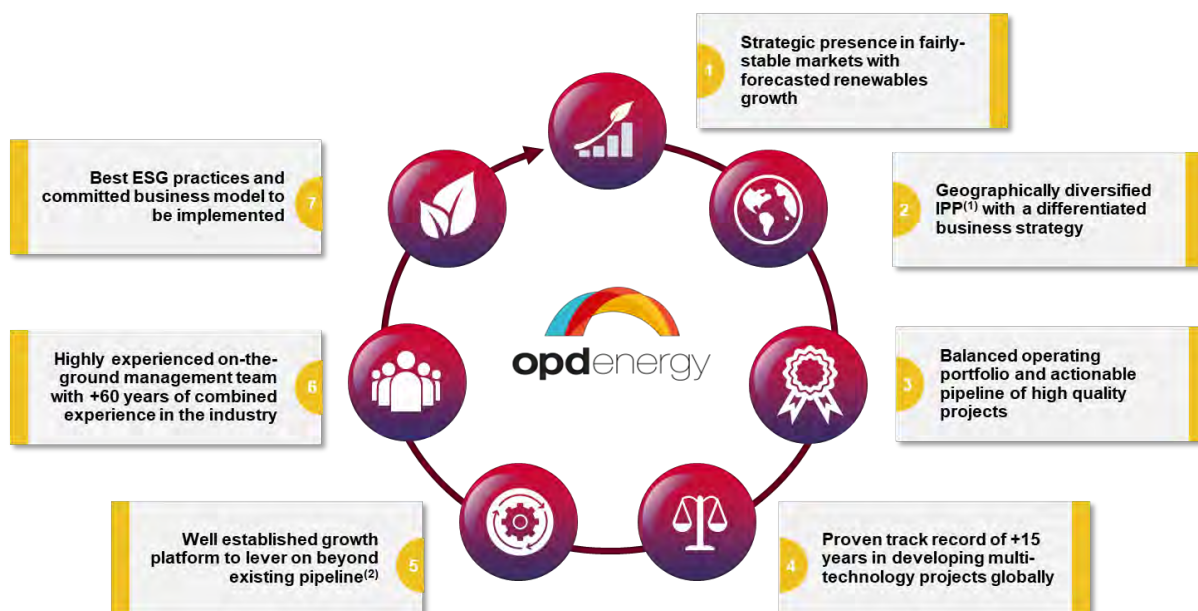 1
Strategic presence in fairly-
stable markets with
forecasted renewables
growth
2
Geographically diversified
IPP(1) with a differentiated
business strategy
3
Balanced operating
portfolio and actionable
pipeline of high quality
projects
4
Proven track record of +15
years in developing multi-
technology projects globally
5
Well established growth
platform to lever on beyond
existing pipeline(2)
6
Highly experienced on-the-
ground management team
with +60 years of combined
experience in the industry
7
Best ESG practices and
committed business model to
be implemented
opdenergy